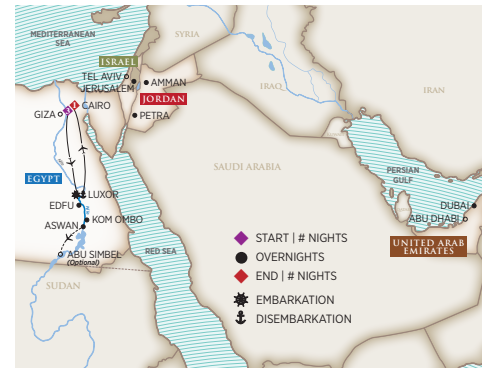 MEDITERRANEAN
SEA
SYRIA
ISRAEL
TEL AVIV
JERUSALEM
AMMAN
IRAQ
IRAN
JORDAN
CAIRO
3
1
GIZA
PETRA
SAUDI ARABIA
PERSIAN
GULF
EGYPT
LUXOR
EDFU
DUBAI
ABU DHABI
KOM OMBO
ASWAN
UNITED ARAB
EMIRATES
ABU SIMBEL
(Optional)
RED SEA
SUDAN
START | # NIGHTS
OVERNIGHTS
END | # NIGHTS
EMBARKATION
DISEMBARKATION